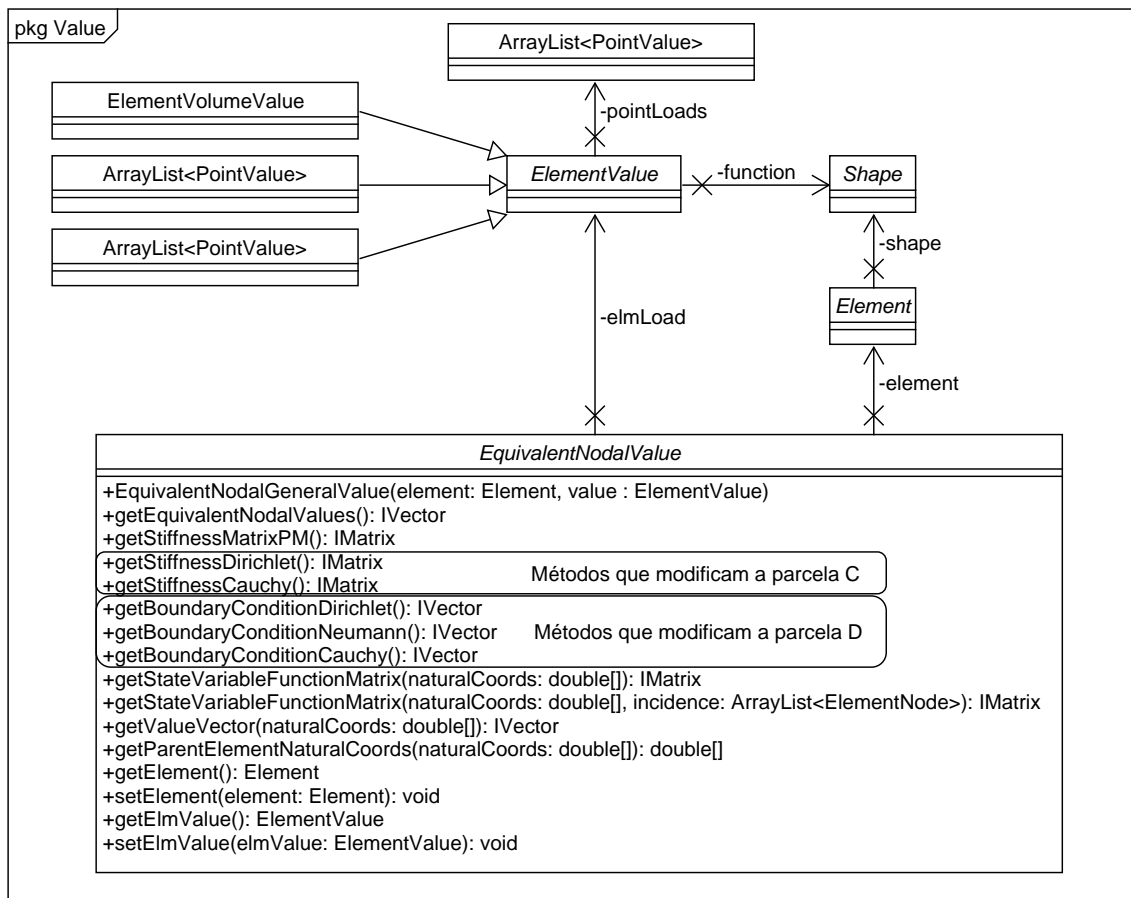 pkg Value
ArrayList<PointValue>
ElementVolumeValue
-pointLoads
ArrayList<PointValue>
ElementValue
-function
Shape
ArrayList<PointValue>
-shape
Element
-elmLoad
-element
EquivalentNodalValue
+EquivalentNodalGeneralValue(element: Element, value : ElementValue)
+getEquivalentNodalValues(): IVector
+getStiffnessMatrixPM(): IMatrix
+getStiffnessDirichlet(): IMatrix
Métodos que modificam a parcela C
+getStiffnessCauchy(): IMatrix
+getBoundaryConditionDirichlet(): IVector
+getBoundaryConditionNeumann(): IVector Métodos que modificam a parcela D
+getBoundaryConditionCauchy(): IVector
+getStateVariableFunctionMatrix(naturalCoords: double[]): IMatrix
+getStateVariableFunctionMatrix(naturalCoords: double[], incidence: ArrayList<ElementNode>): IMatrix
+getValueVector(naturalCoords: double[]): IVector
+getParentElementNaturalCoords(naturalCoords: double[]): double[]
+getElement(): Element
+setElement(element: Element): void
+getElmValue(): ElementValue
+setElmValue(elmValue: ElementValue): void